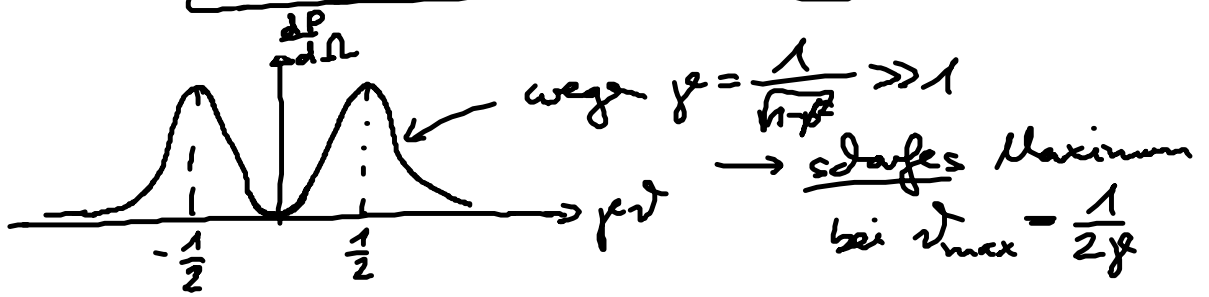 dP
dΩ
wegen γ = 1/√(1-β²) >> 1
→ scharfes Maximum
γϑ
bei ϑmax = 1/(2γ)
-1/2
1/2